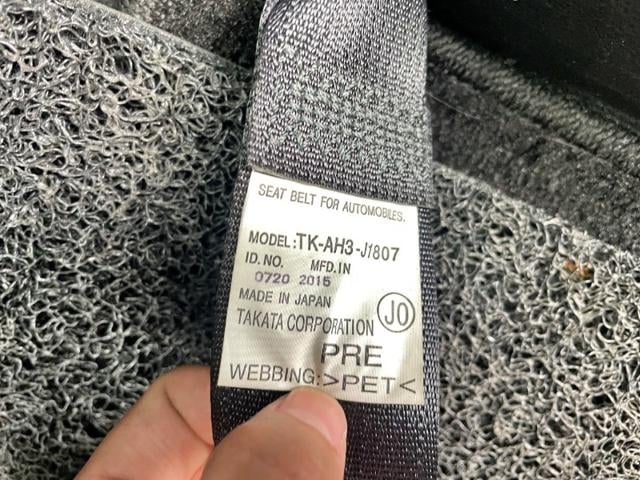 SEAT BELT FOR AUTOMOBILES.
MODEL:TK-AH3-J1807
ID. NO. MFD.IN
0720 2015
MADE IN JAPAN
TAKATA CORPORATION JO
PRE
WEBBING:>PET<